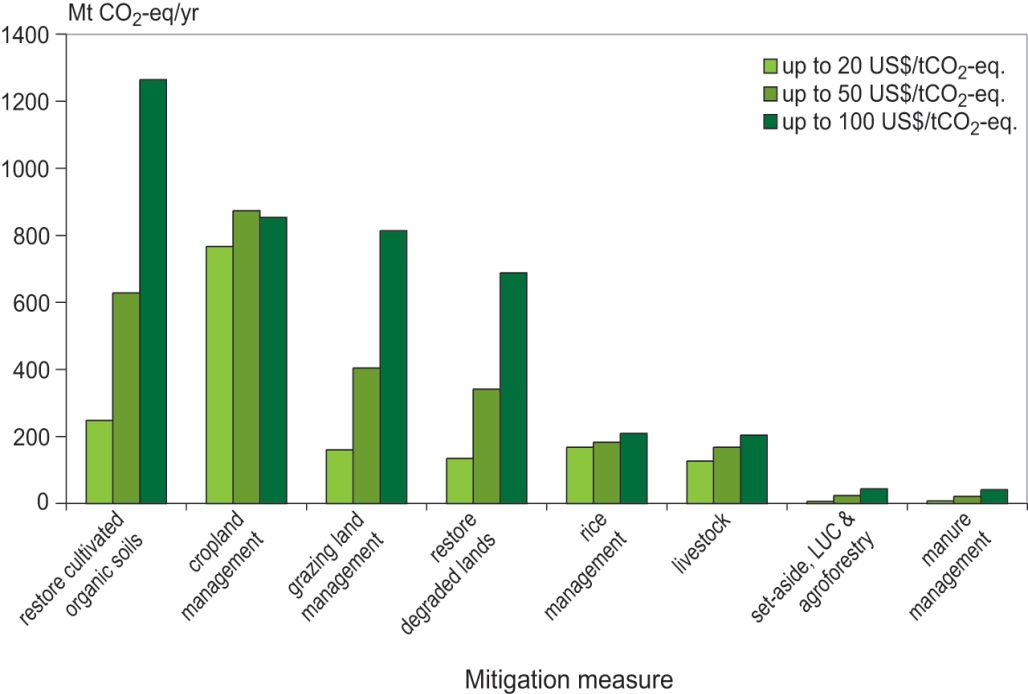 Mt CO₂-eq/yr
1400
1200
1000
800
600
400
200
0
up to 20 US$/tCO₂-eq.
up to 50 US$/tCO₂-eq.
up to 100 US$/tCO₂-eq.
restore cultivated
organic soils
cropland
management
grazing land
management
restore
degraded lands
rice
management
livestock
set-aside, LUC &
agroforestry
manure
management
Mitigation measure